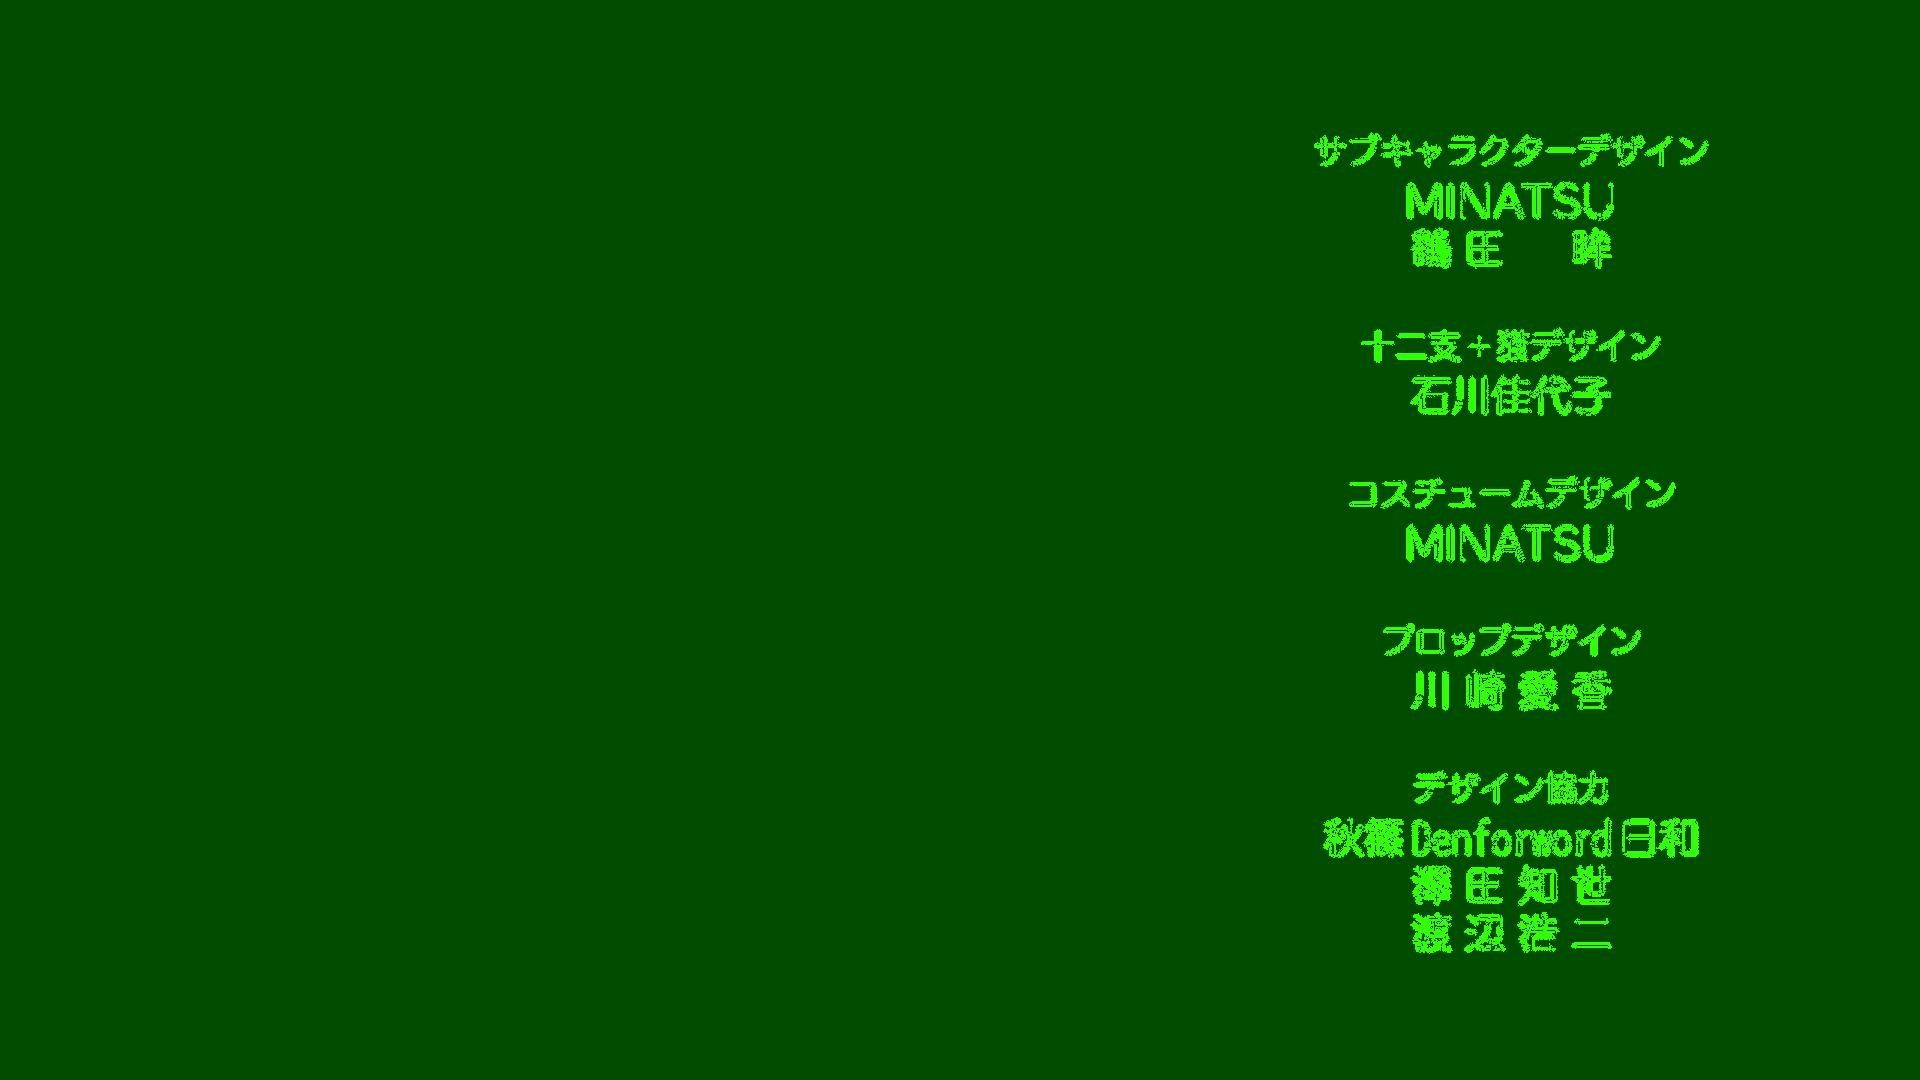 サブキャラクターデザイン
MINATSU
鶴田 眸
十二支+猫デザイン
石川佳代子
コスチュームデザイン
MINATSU
プロップデザイン
川崎愛香
デザイン協力
秋篠Denforword日和
澤田知世
渡辺浩二